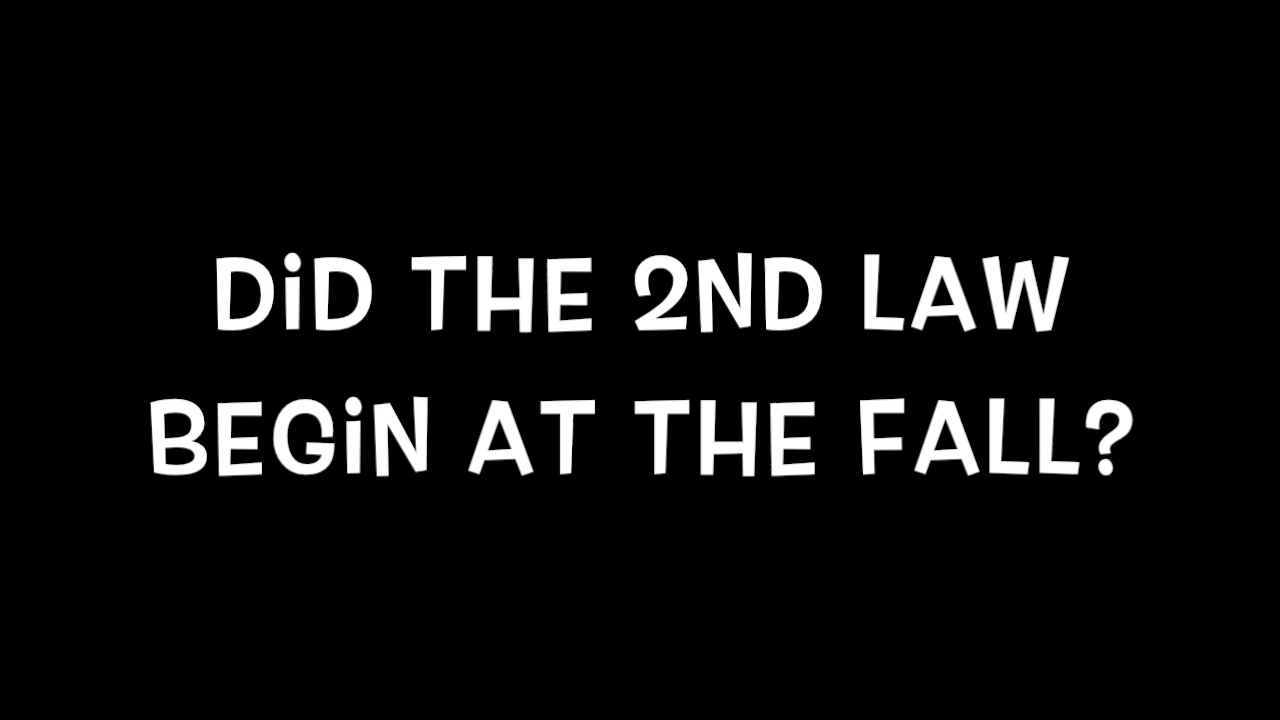 DiD THE 2ND LAW
BEGiN AT THE FALL?